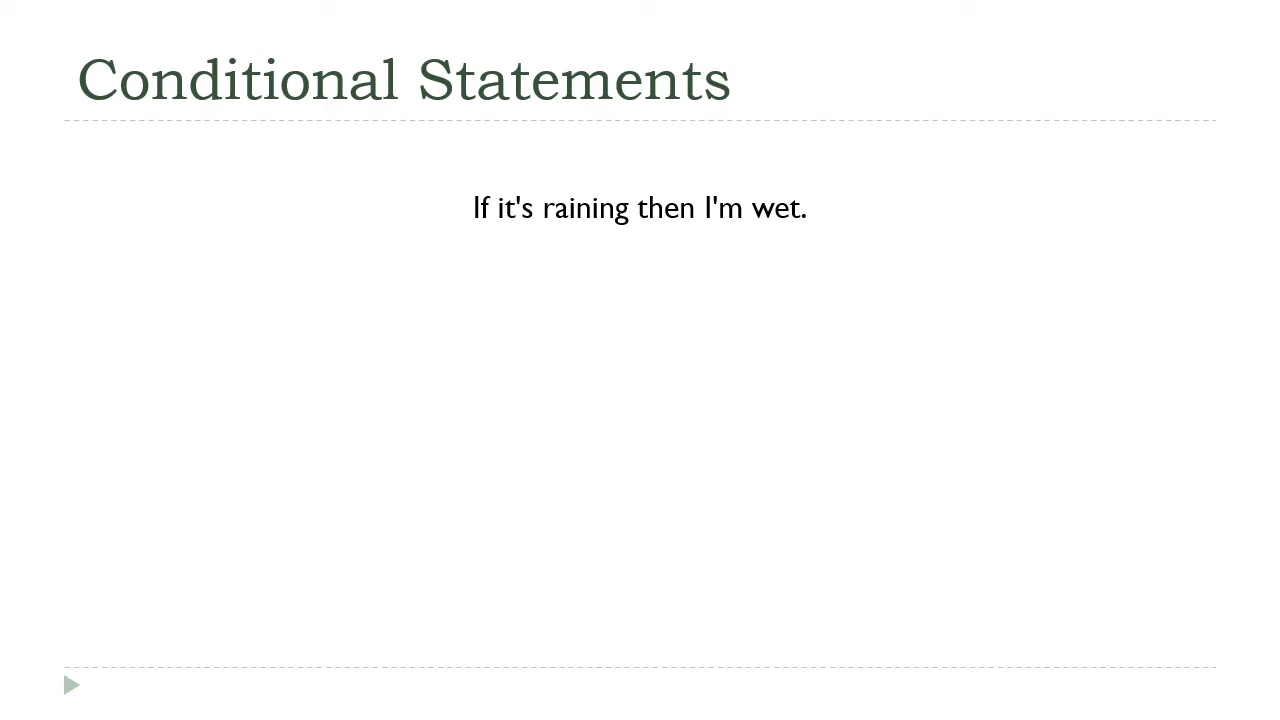 Conditional Statements
If it's raining then I'm wet.